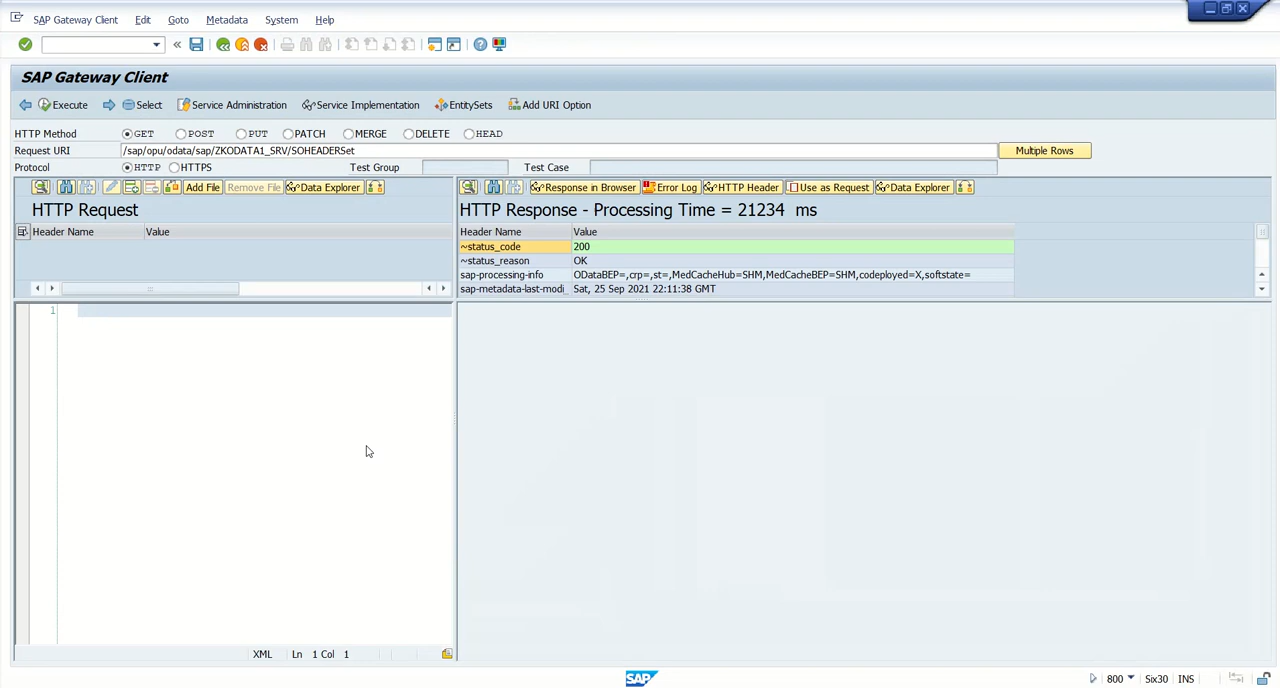 SAP Gateway Client Edit Goto Metadata System Help
SAP Gateway Client
Execute Select Service Administration Service Implementation EntitySets Add URI Option
HTTP Method GET POST PUT PATCH MERGE DELETE HEAD
Request URI /sap/opu/odata/sap/ZKODATA1_SRV/SOHEADERSet Multiple Rows
Protocol HTTP HTTPS Test Group Test Case
Add File Remove File Data Explorer
HTTP Request
Header Name Value
Response in Browser Error Log HTTP Header Use as Request Data Explorer
HTTP Response - Processing Time = 21234 ms
Header Name Value
~status_code 200
~status_reason OK
sap-processing-info ODataBEP=,crp=,st=,MedCacheHub=SHM,MedCacheBEP=SHM,codeployed=X,softstate=
sap-metadata-last-modi_ Sat, 25 Sep 2021 22:11:38 GMT
1
XML Ln 1 Col 1
SAP 800 Six30 INS